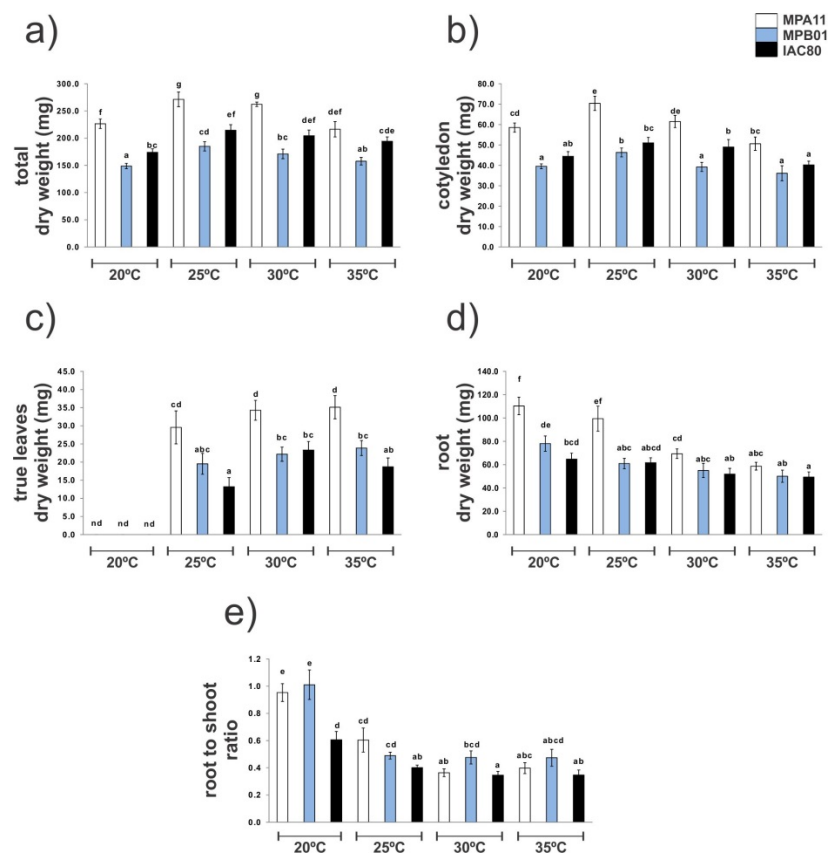 a)
b)
MPA11
MPB01
IAC80
total
dry weight (mg)
300.0
250.0
200.0
150.0
100.0
50.0
0.0
f
a
bc
g
cd
ef
g
bc
def
def
ab
cde
20ºC
25ºC
30ºC
35ºC
cotyledon
dry weight (mg)
80.0
70.0
60.0
50.0
40.0
30.0
20.0
10.0
0.0
cd
a
ab
e
b
bc
de
a
b
bc
a
a
20ºC
25ºC
30ºC
35ºC
c)
d)
true leaves
dry weight (mg)
45.0
40.0
35.0
30.0
25.0
20.0
15.0
10.0
5.0
0.0
nd
nd
nd
cd
abc
a
d
bc
bc
d
bc
ab
20ºC
25ºC
30ºC
35ºC
root
dry weight (mg)
140.0
120.0
100.0
80.0
60.0
40.0
20.0
0.0
f
de
bcd
ef
abc
abcd
cd
abc
ab
abc
ab
a
20ºC
25ºC
30ºC
35ºC
e)
root to shoot
ratio
1.2
1.0
0.8
0.6
0.4
0.2
0.0
e
e
d
cd
cd
ab
ab
bcd
a
abc
abcd
ab
20ºC
25ºC
30ºC
35ºC